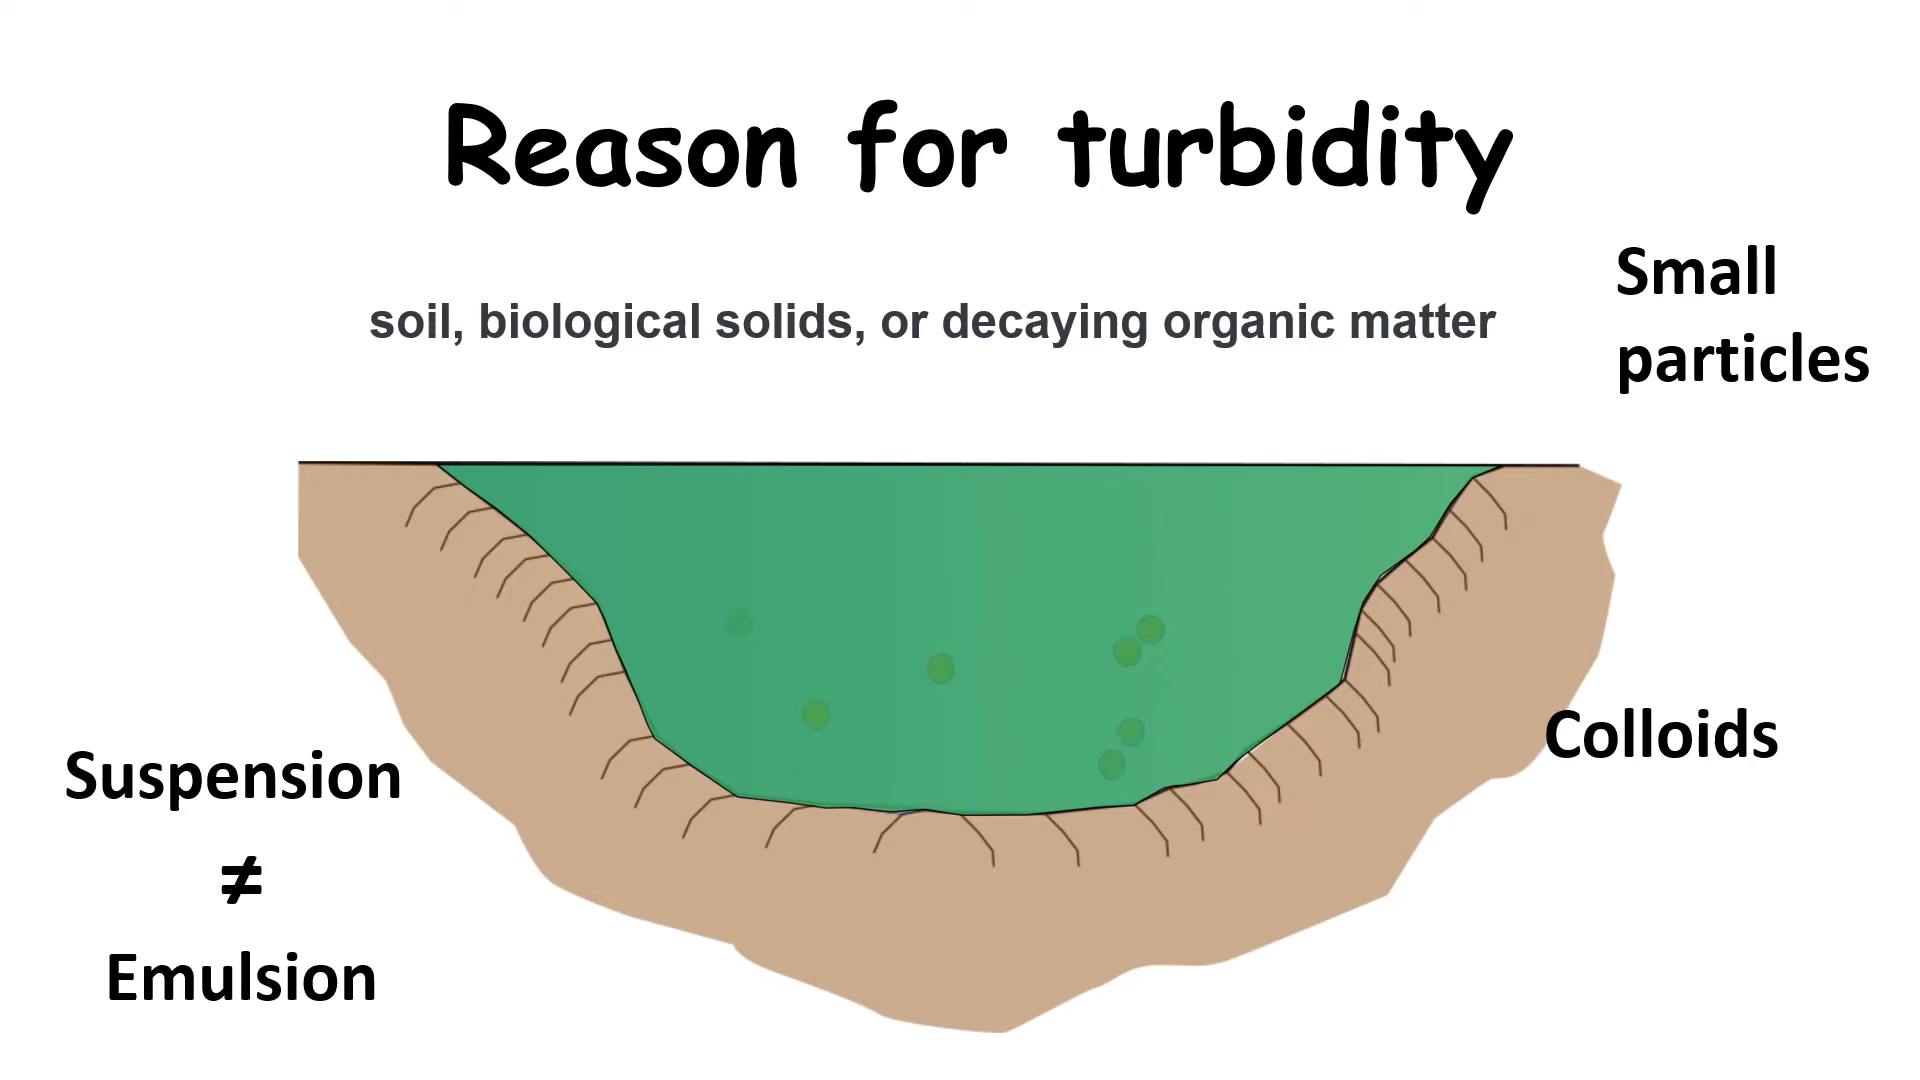 Reason for turbidity
soil, biological solids, or decaying organic matter
Small
particles
Colloids
Suspension
≠
Emulsion